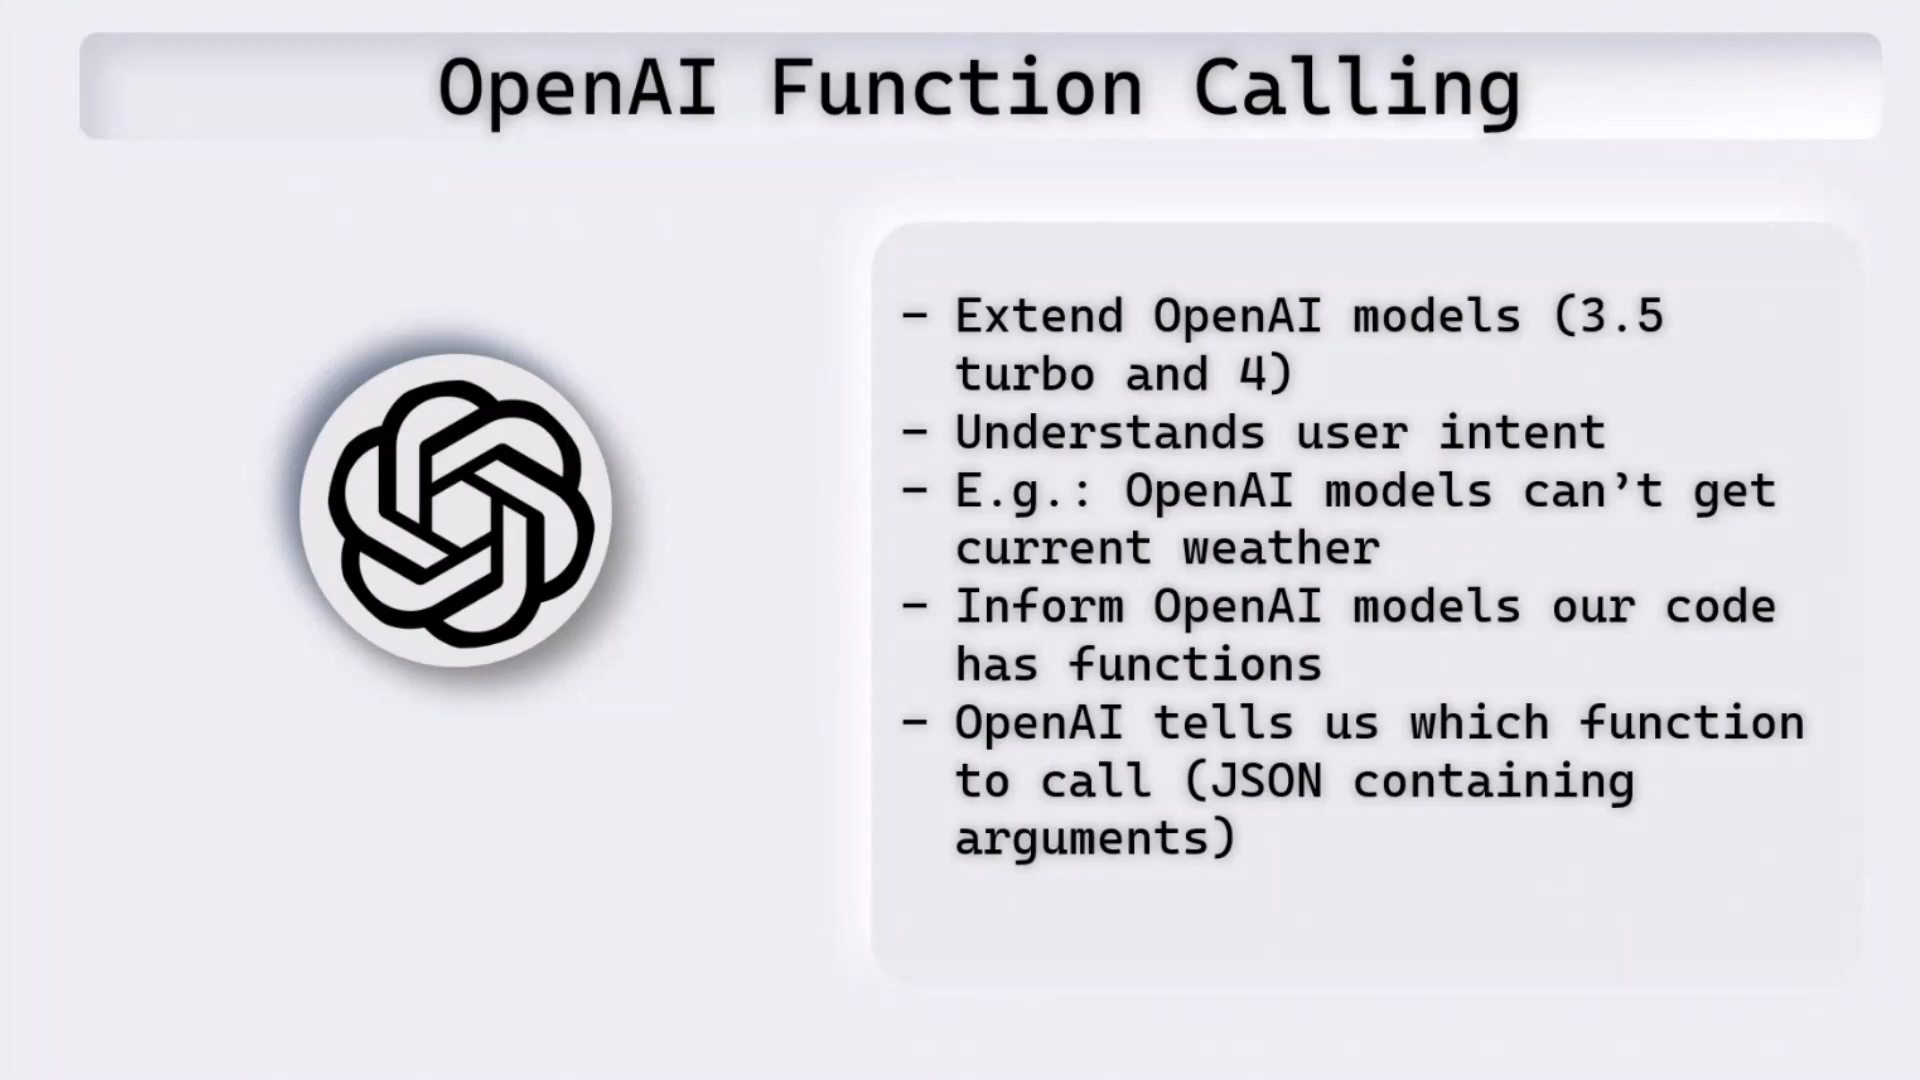 OpenAI Function Calling
- Extend OpenAI models (3.5
turbo and 4)
- Understands user intent
- E.g.: OpenAI models can’t get
current weather
- Inform OpenAI models our code
has functions
- OpenAI tells us which function
to call (JSON containing
arguments)